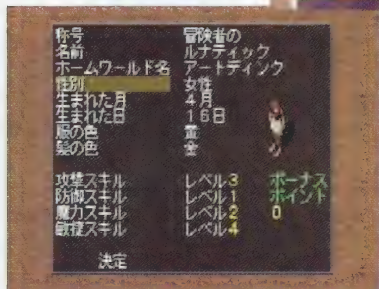 称号 冒険者の
名前 ルナティック
ホームワールド名 アートディンク
性別 女性
生まれた月 4月
生まれた日 16日
服の色 黄
髪の色 金
攻撃スキル レベル3 ボーナス
防御スキル レベル1 ポイント
魔力スキル レベル2 0
敏捷スキル レベル4
決定